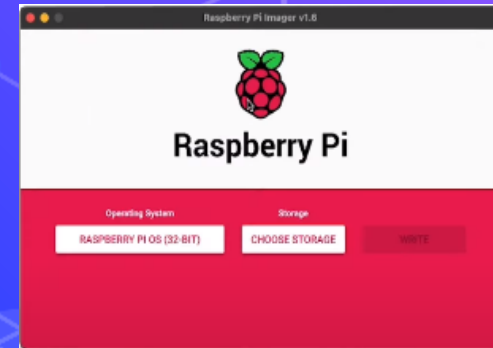 Raspberry Pi Imager v1.6
Raspberry Pi
Operating System
Storage
RASPBERRY PI OS (32-BIT)
CHOOSE STORAGE
WRITE